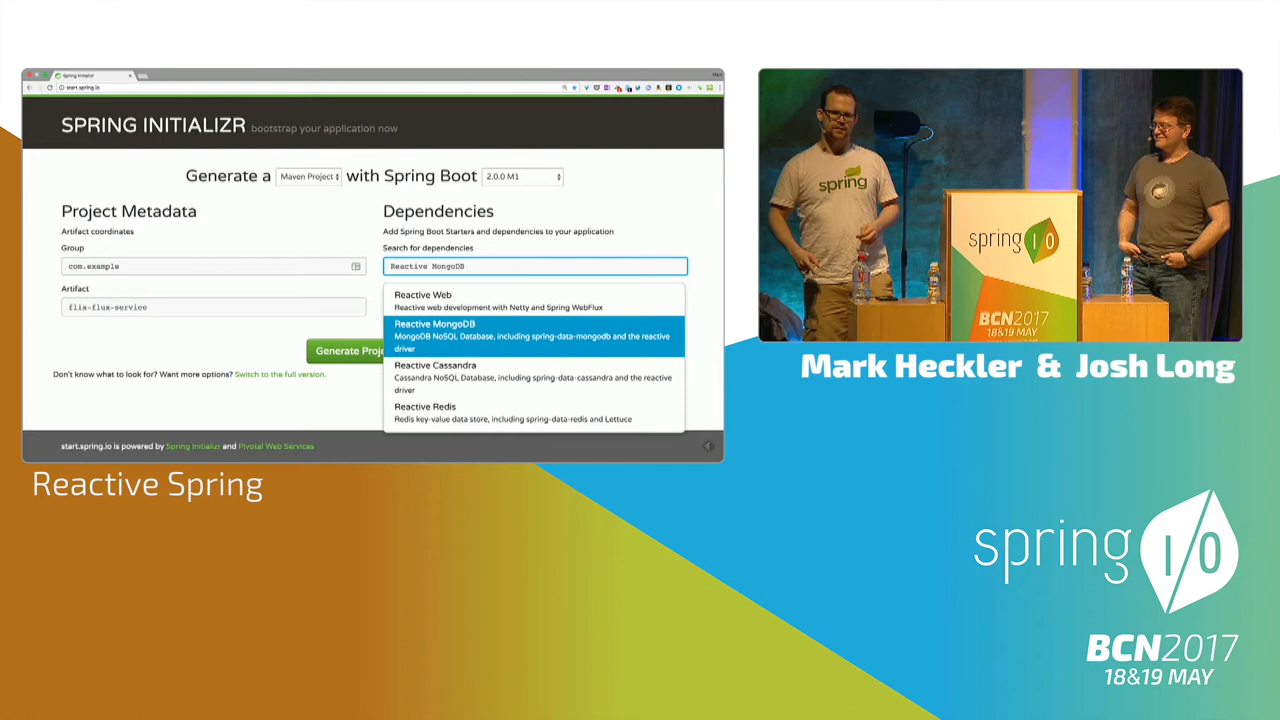 Spring Initializr
start.spring.io
SPRING INITIALIZR bootstrap your application now
Generate a Maven Project with Spring Boot 2.0.0 M1
Project Metadata
Artifact coordinates
Group
com.example
Artifact
flix-flux-service
Generate Proje
Don't know what to look for? Want more options? Switch to the full version.
Dependencies
Add Spring Boot Starters and dependencies to your application
Search for dependencies
Reactive MongoDB
Reactive Web
Reactive web development with Netty and Spring WebFlux
Reactive MongoDB
MongoDB NoSQL Database, including spring-data-mongodb and the reactive
driver
Reactive Cassandra
Cassandra NoSQL Database, including spring-data-cassandra and the reactive
driver
Reactive Redis
Redis key-value data store, including spring-data-redis and Lettuce
start.spring.io is powered by Spring Initializr and Pivotal Web Services
Reactive Spring
spring
spring I/O
BCN2017
18&19 MAY
Mark Heckler & Josh Long
spring I/O
BCN2017
18&19 MAY